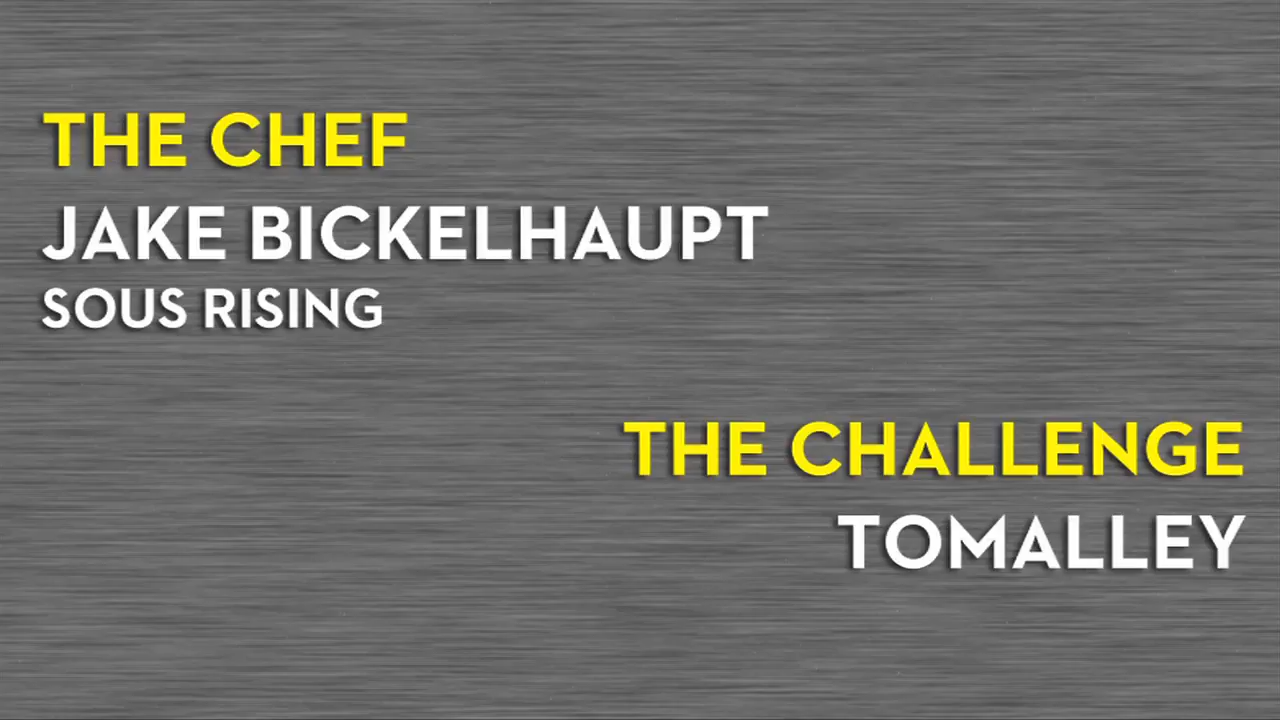 THE CHEF
JAKE BICKELHAUPT
SOUS RISING
THE CHALLENGE
TOMALLEY